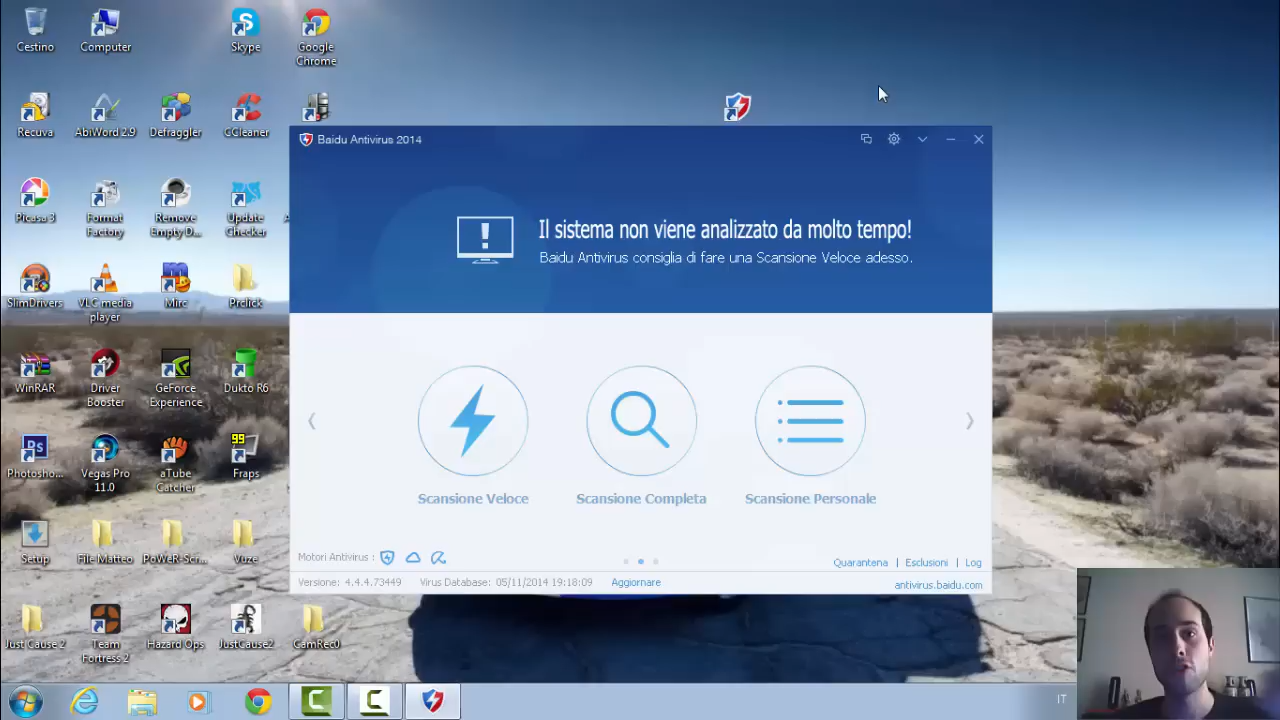 Cestino
Computer
Skype
Google
Chrome
Recuva
AbiWord 2.9
Defraggler
CCleaner
Picasa 3
Format
Factory
Remove
Empty D...
Update
Checker
SlimDrivers
VLC media
player
Mirc
Prclick
WinRAR
Driver
Booster
GeForce
Experience
Dukto R6
Photosho...
Vegas Pro
11.0
aTube
Catcher
99
Fraps
Setup
File Matteo
PoWeR-Scr...
Vuze
Just Cause 2
Team
Fortress 2
Hazard Ops
JustCause2
CamRec0
Baidu Antivirus 2014
Il sistema non viene analizzato da molto tempo!
Baidu Antivirus consiglia di fare una Scansione Veloce adesso.
Scansione Veloce
Scansione Completa
Scansione Personale
Motori Antivirus :
Quarantena | Esclusioni | Log
Versione: 4.4.4.73449 Virus Database: 05/11/2014 19:18:09 Aggiornare
antivirus.baidu.com
IT